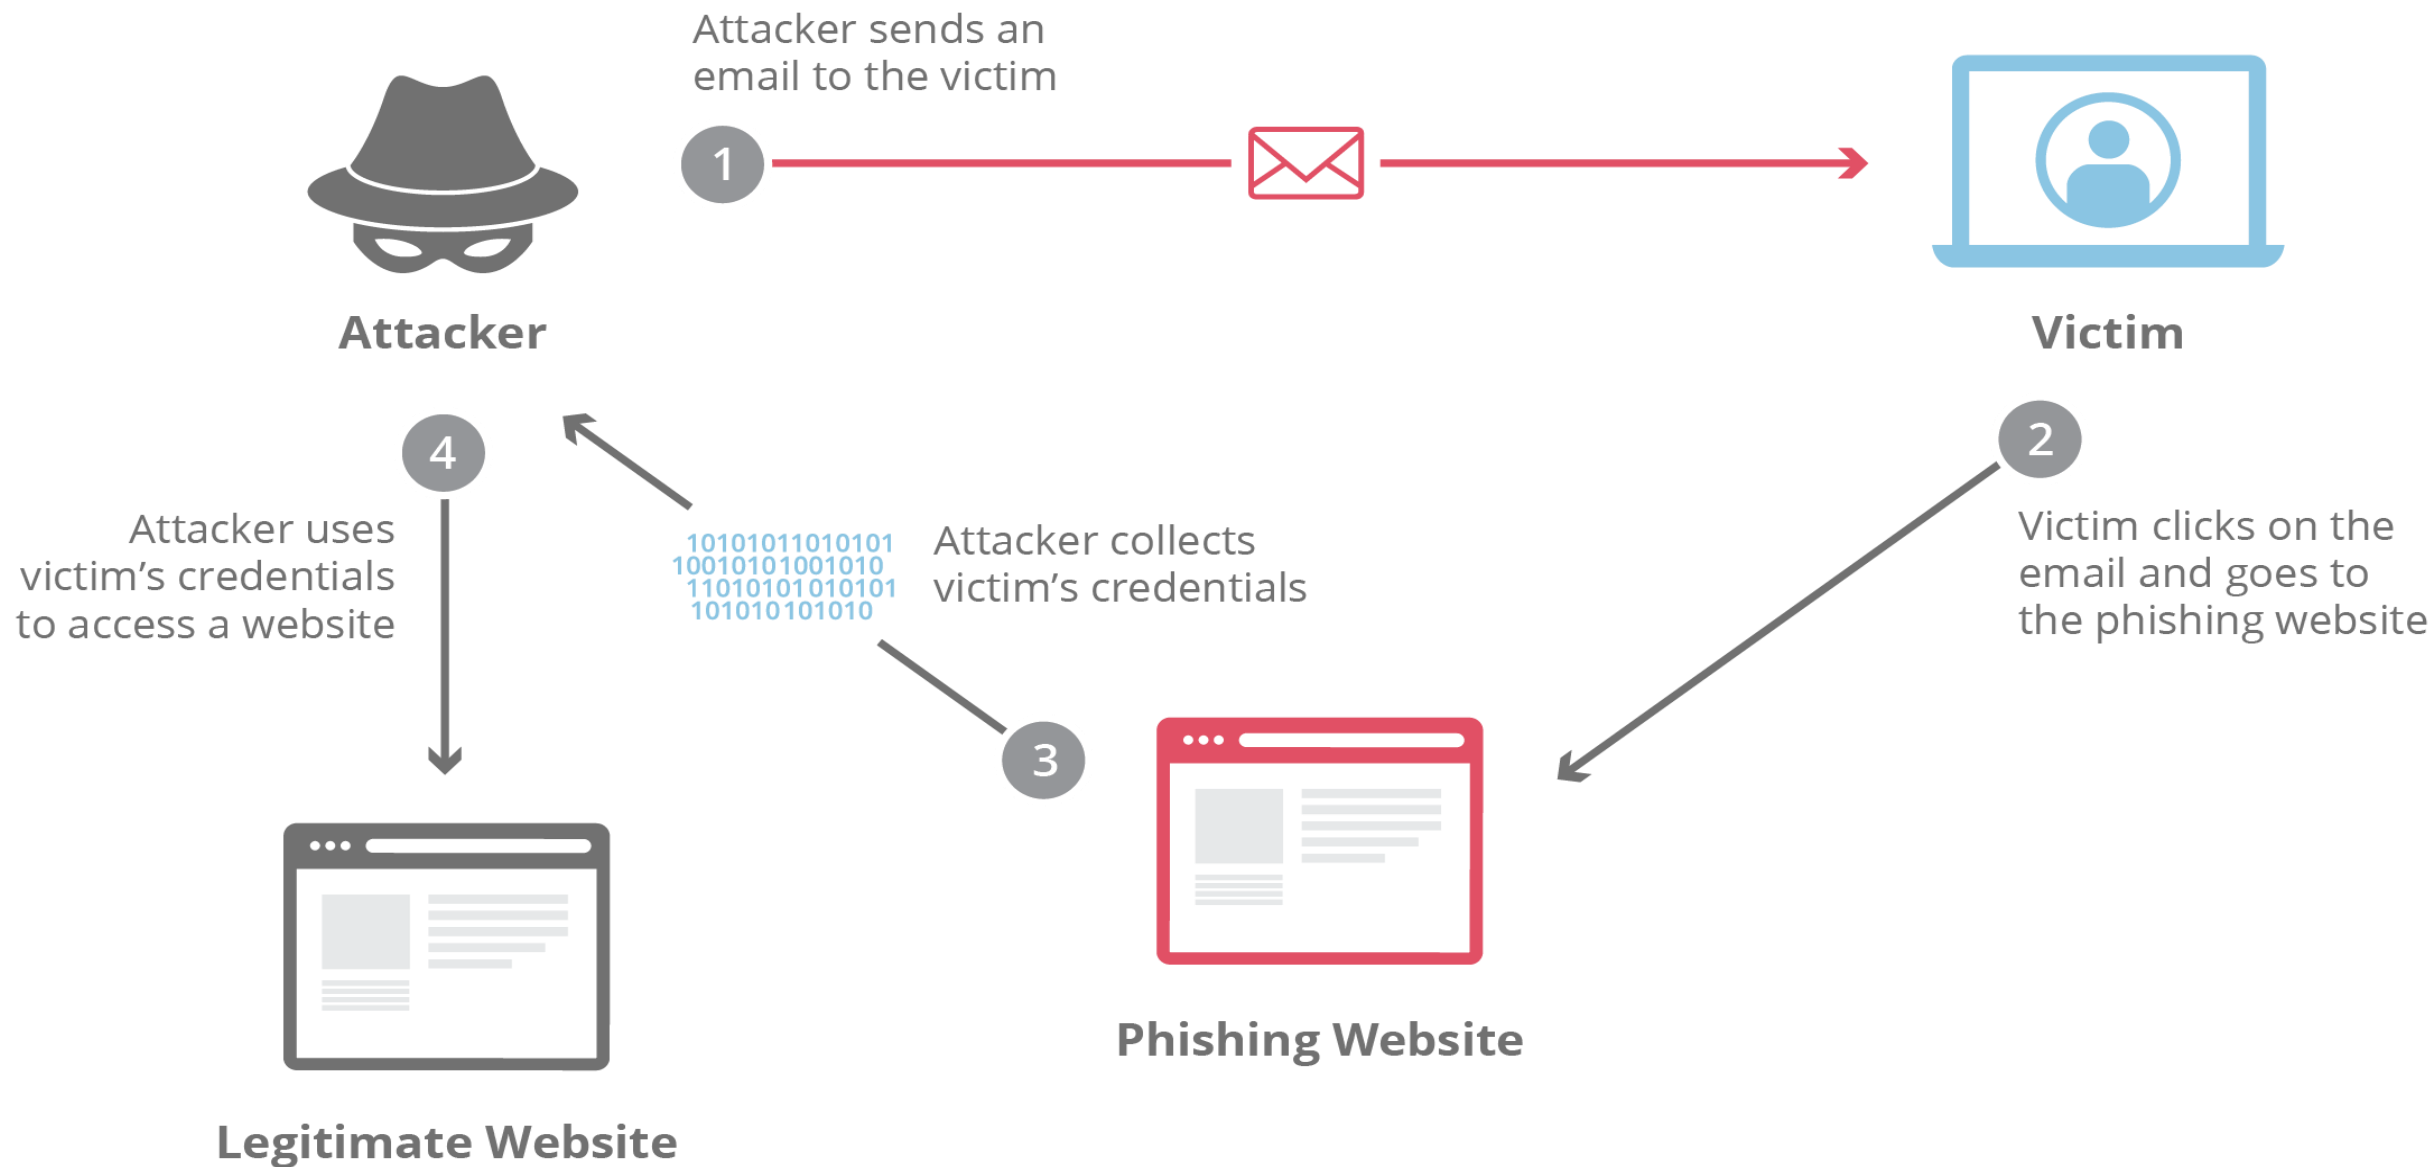 Attacker sends an
email to the victim
1
Attacker
Victim
4
2
Attacker uses
victim’s credentials
to access a website
10101011010101
10010101001010
11010101010101
101010101010
Attacker collects
victim’s credentials
Victim clicks on the
email and goes to
the phishing website
3
Phishing Website
Legitimate Website